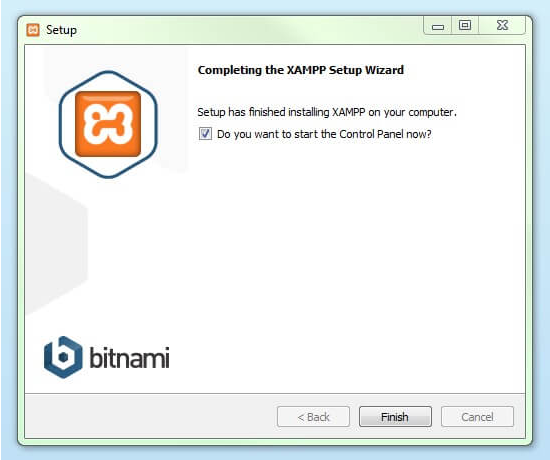 Setup
Completing the XAMPP Setup Wizard
Setup has finished installing XAMPP on your computer.
Do you want to start the Control Panel now?
bitnami
< Back
Finish
Cancel